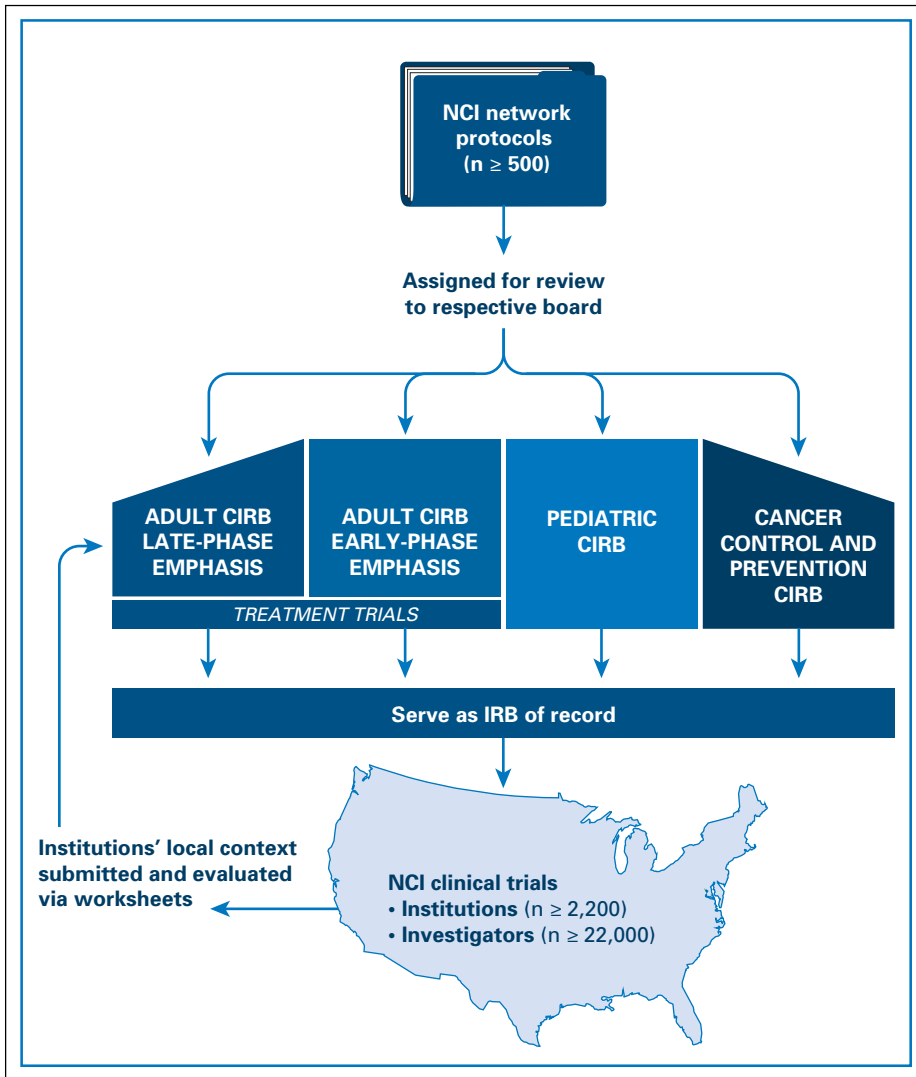 NCI network
protocols
(n ≥ 500)
Assigned for review
to respective board
ADULT CIRB
LATE-PHASE
EMPHASIS
ADULT CIRB
EARLY-PHASE
EMPHASIS
TREATMENT TRIALS
PEDIATRIC
CIRB
CANCER
CONTROL AND
PREVENTION
CIRB
Serve as IRB of record
Institutions’ local context
submitted and evaluated
via worksheets
NCI clinical trials
• Institutions (n ≥ 2,200)
• Investigators (n ≥ 22,000)